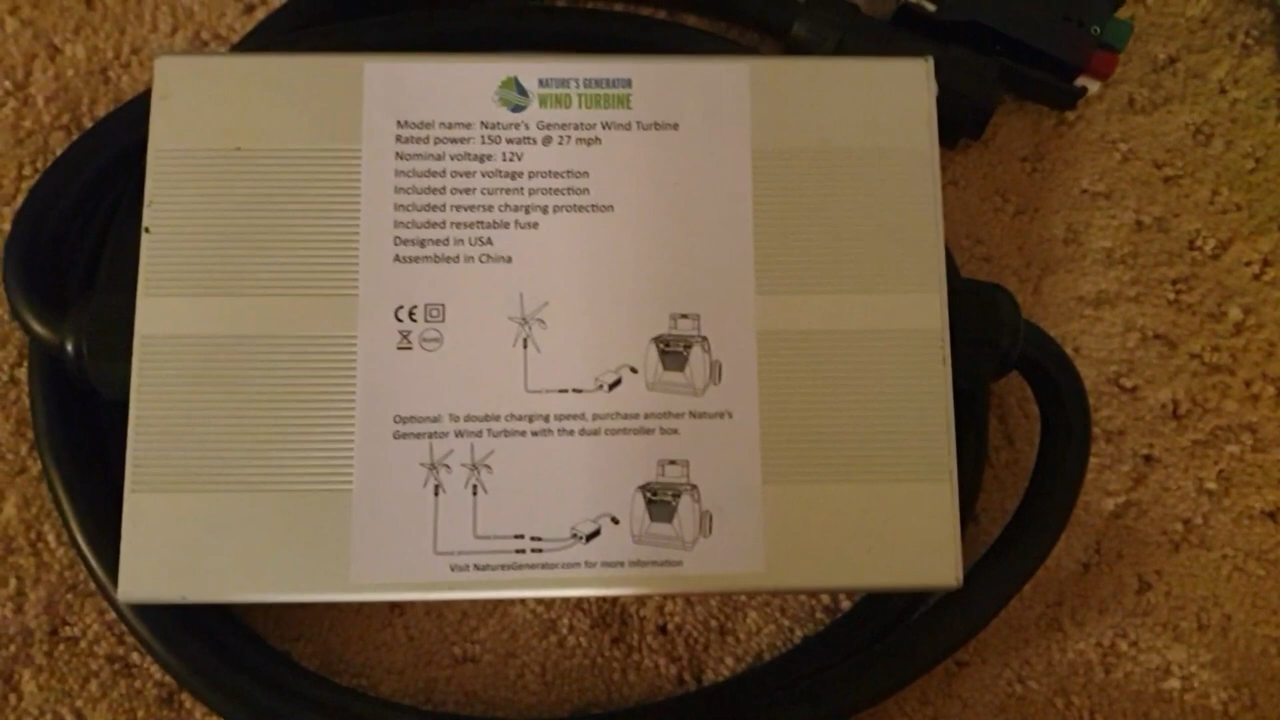 NATURE'S GENERATOR
WIND TURBINE
Model name: Nature's Generator Wind Turbine
Rated power: 150 watts @ 27 mph
Nominal voltage: 12V
Included over voltage protection
Included over current protection
Included reverse charging protection
Included resettable fuse
Designed in USA
Assembled in China
CE
RoHS
Optional: To double charging speed, purchase another Nature's
Generator Wind Turbine with the dual controller box.
Visit NaturesGenerator.com for more information